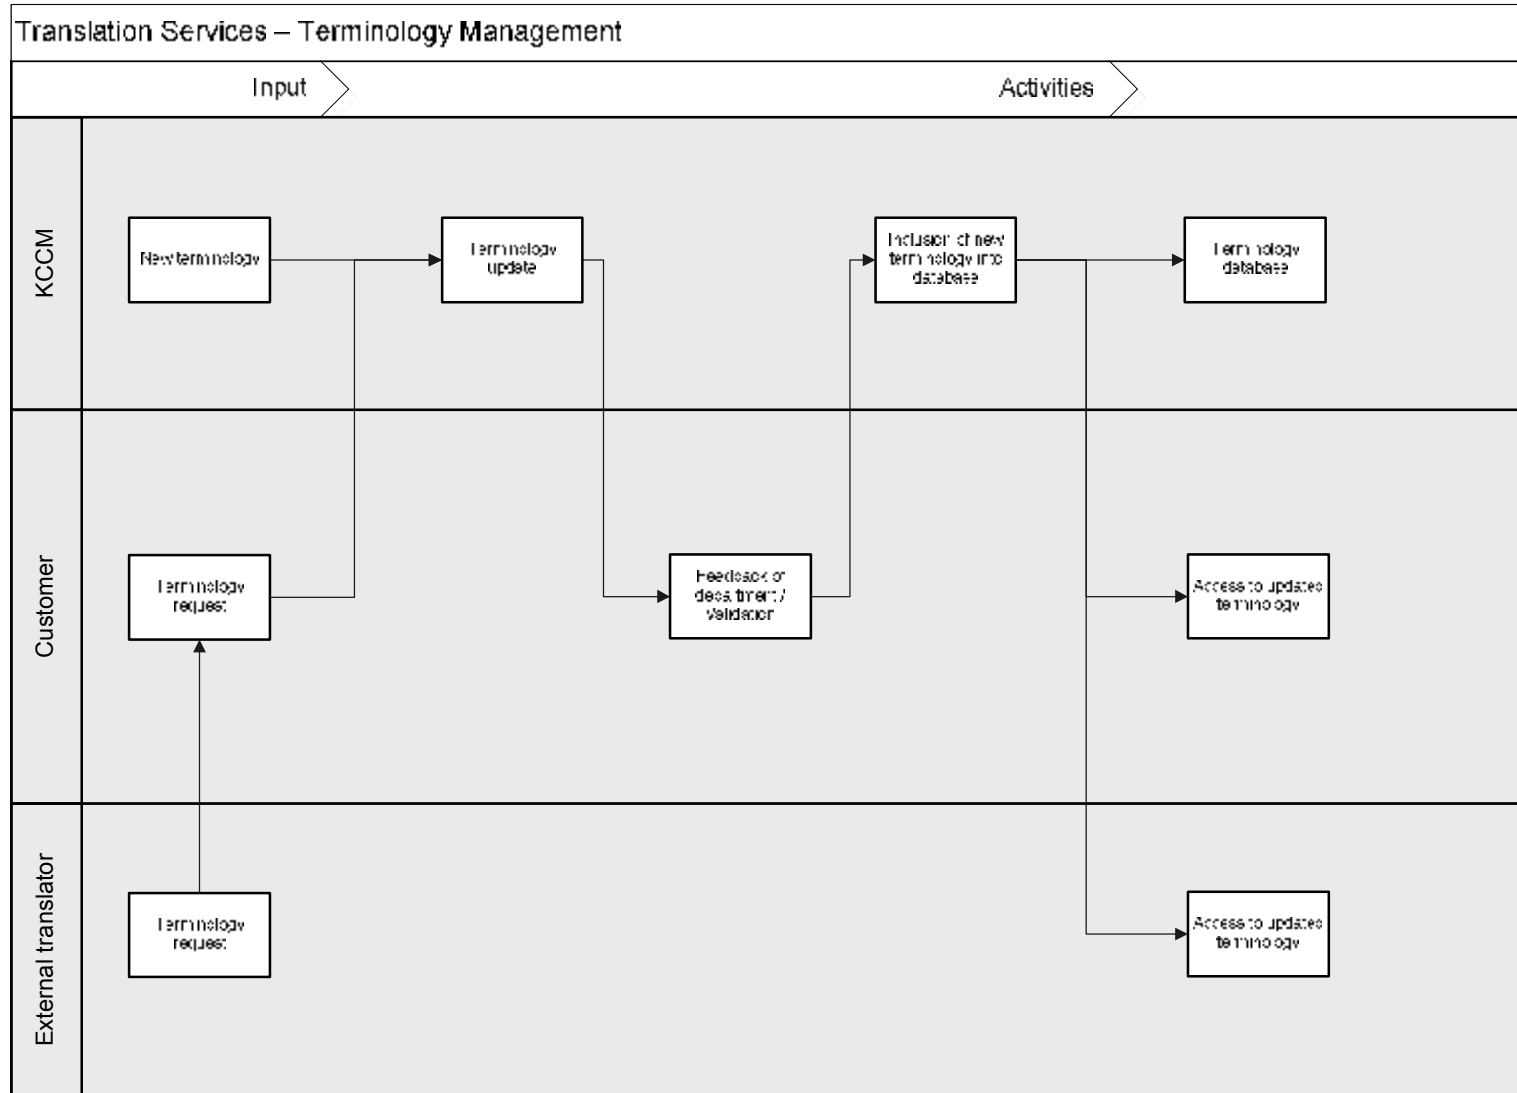 Translation Services – Terminology Management
Input
Activities
KCCM
New terminology
Terminology
update
Inclusion of new
terminology into
database
Terminology
database
Customer
Terminology
request
Feedback of
department /
Validation
Access to updated
terminology
External translator
Terminology
request
Access to updated
terminology